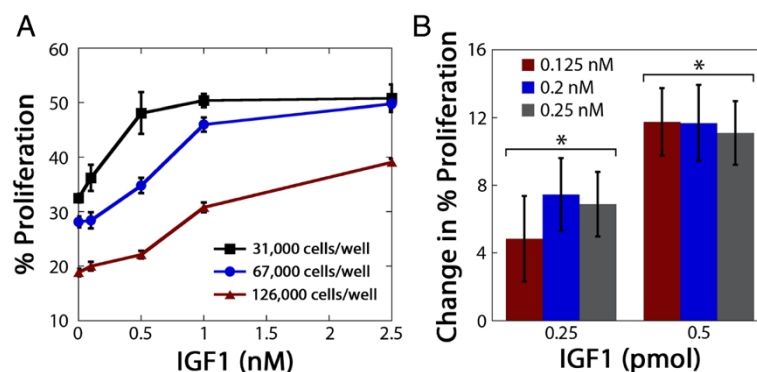 A
% Proliferation
60
50
40
30
20
10
31,000 cells/well
67,000 cells/well
126,000 cells/well
0 0.5 1 1.5 2 2.5
IGF1 (nM)
B
Change in % Proliferation
16
12
8
4
0
0.125 nM
0.2 nM
0.25 nM
*
*
0.25 0.5
IGF1 (pmol)